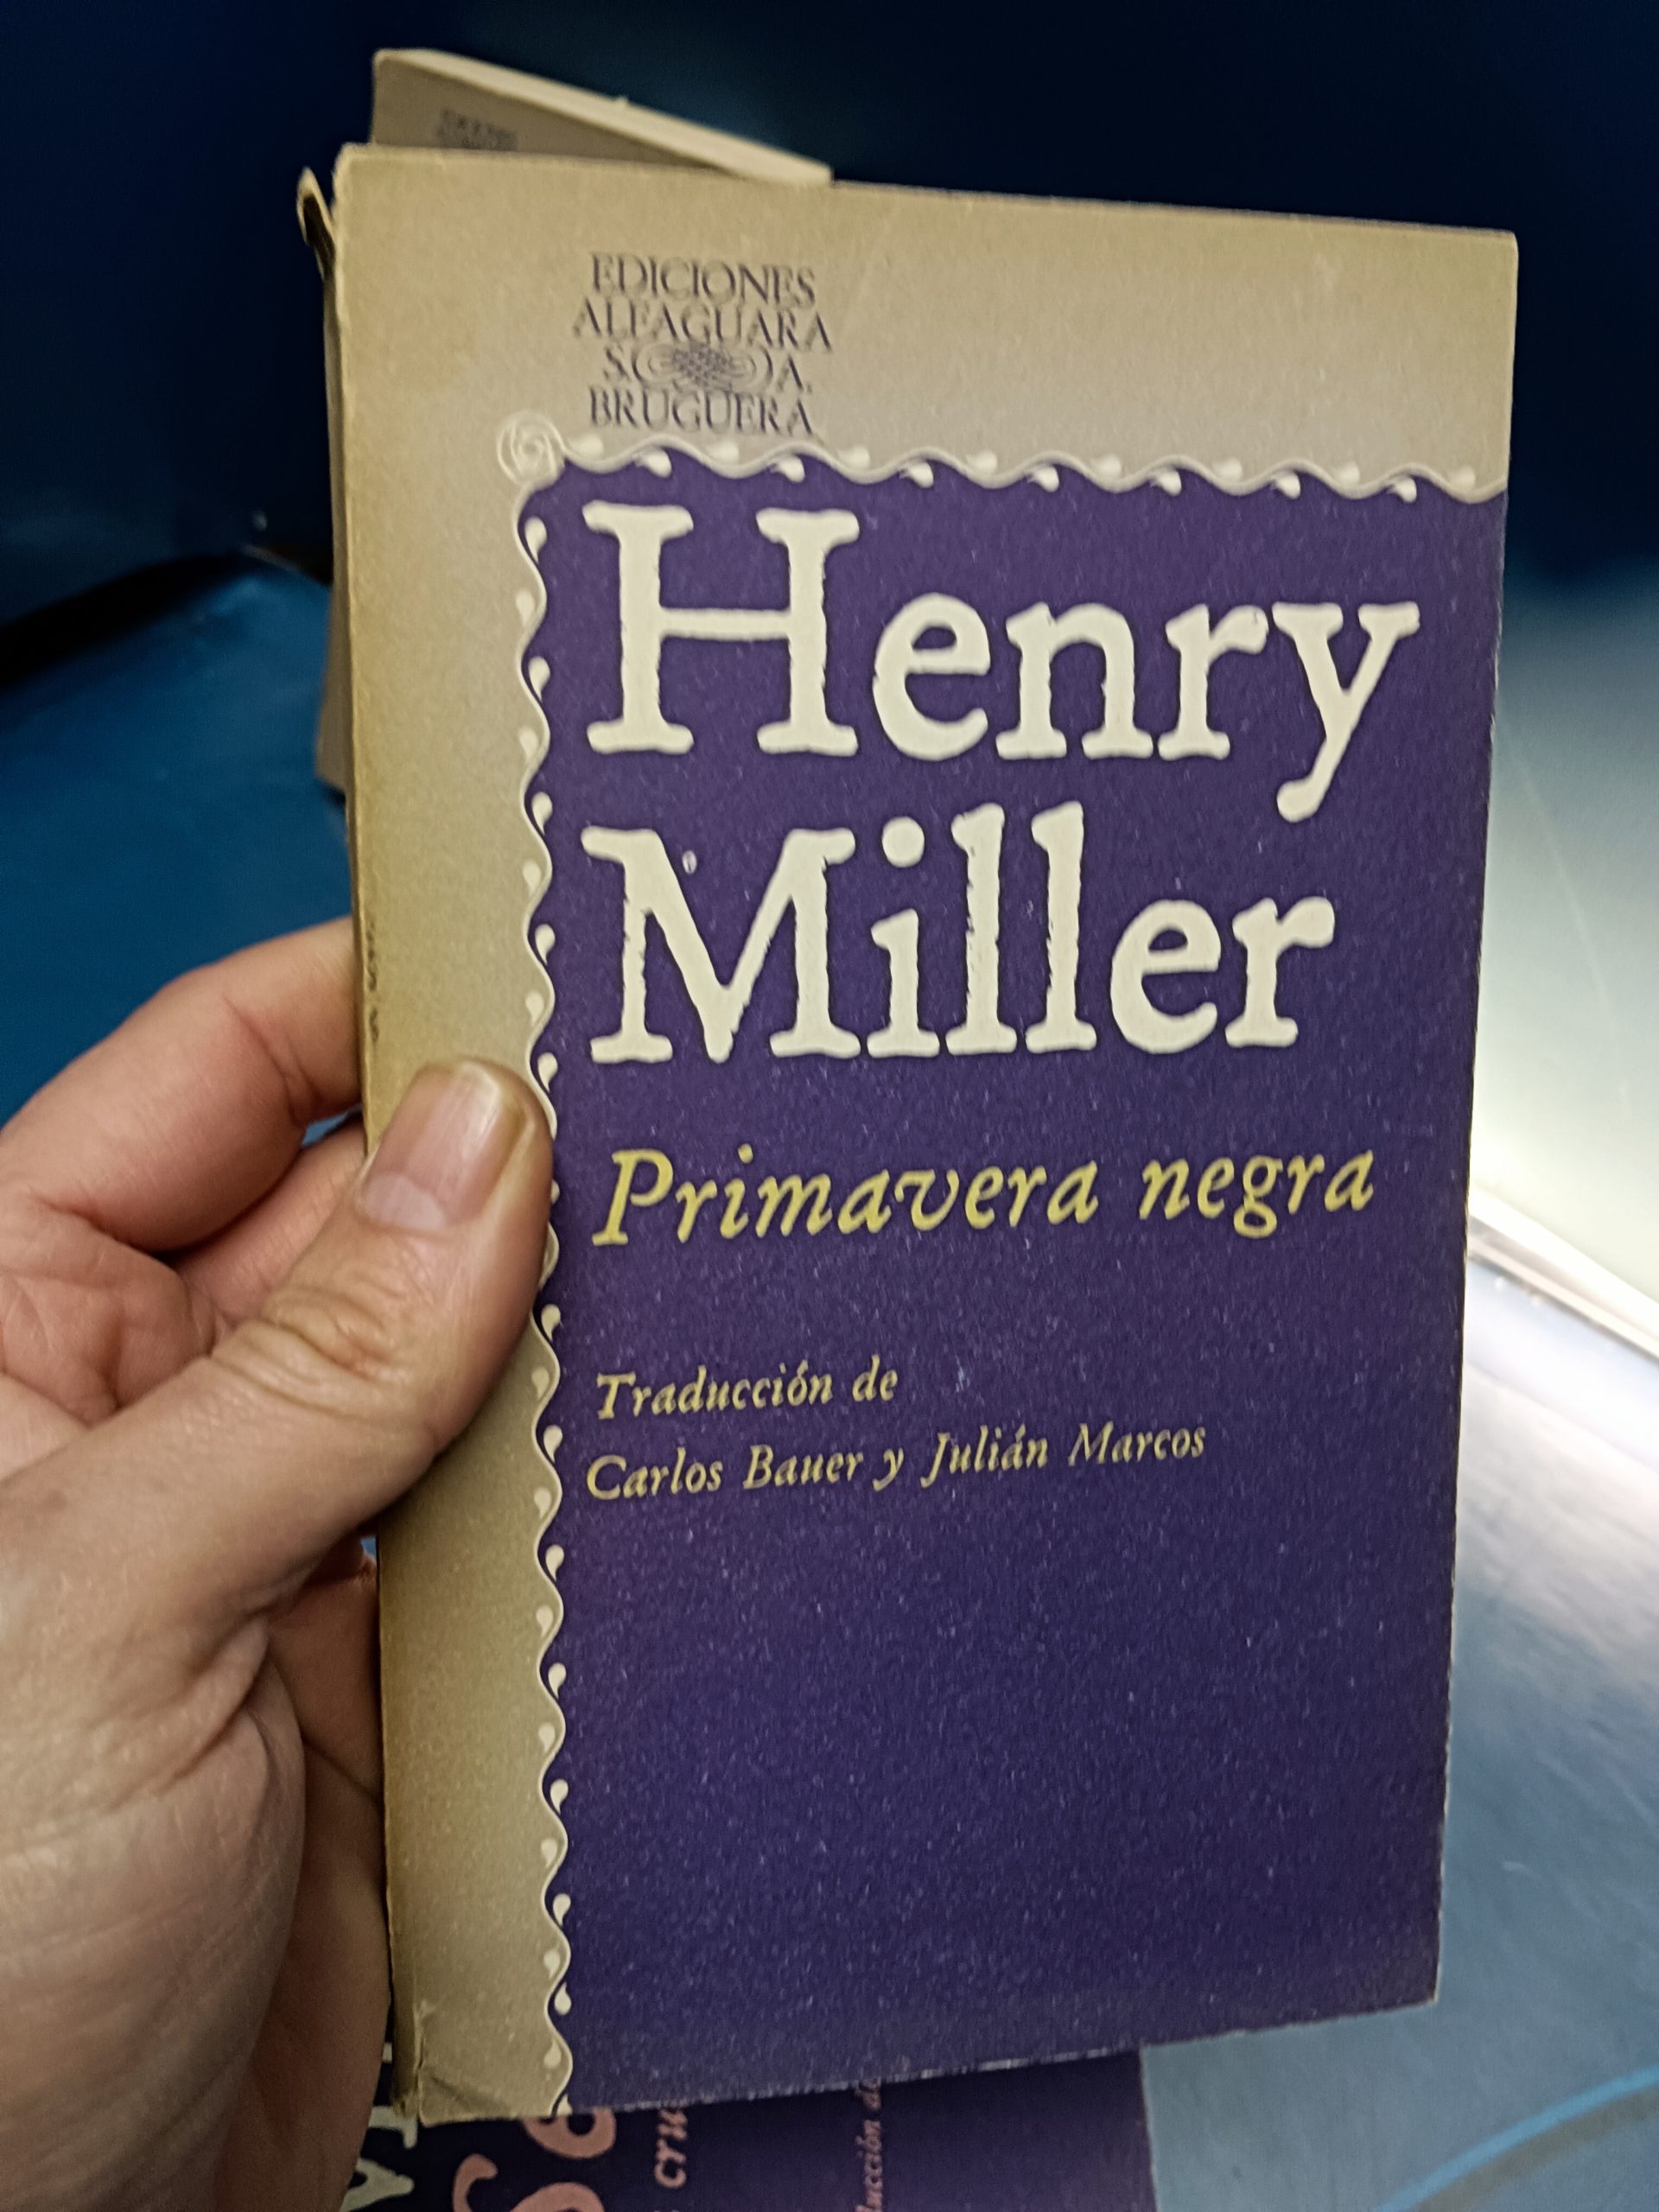 EDICIONES
ALFAGUARA
S. A.
BRUGUERA
Henry
Miller
Primavera negra
Traducción de
Carlos Bauer y Julián Marcos